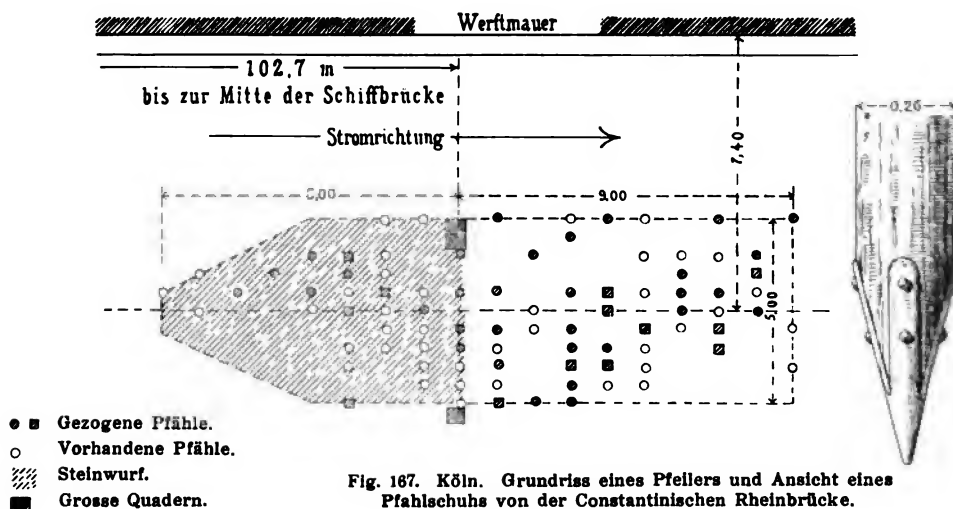 Werftmauer
102,7 m
bis zur Mitte der Schiffbrücke
Stromrichtung
7,40
0,26
9,00
5,00
Gezogene Pfähle.
Vorhandene Pfähle.
Steinwurf.
Grosse Quadern.
Fig. 167. Köln. Grundriss eines Pfeilers und Ansicht eines
Pfahlschuhs von der Constantinischen Rheinbrücke.